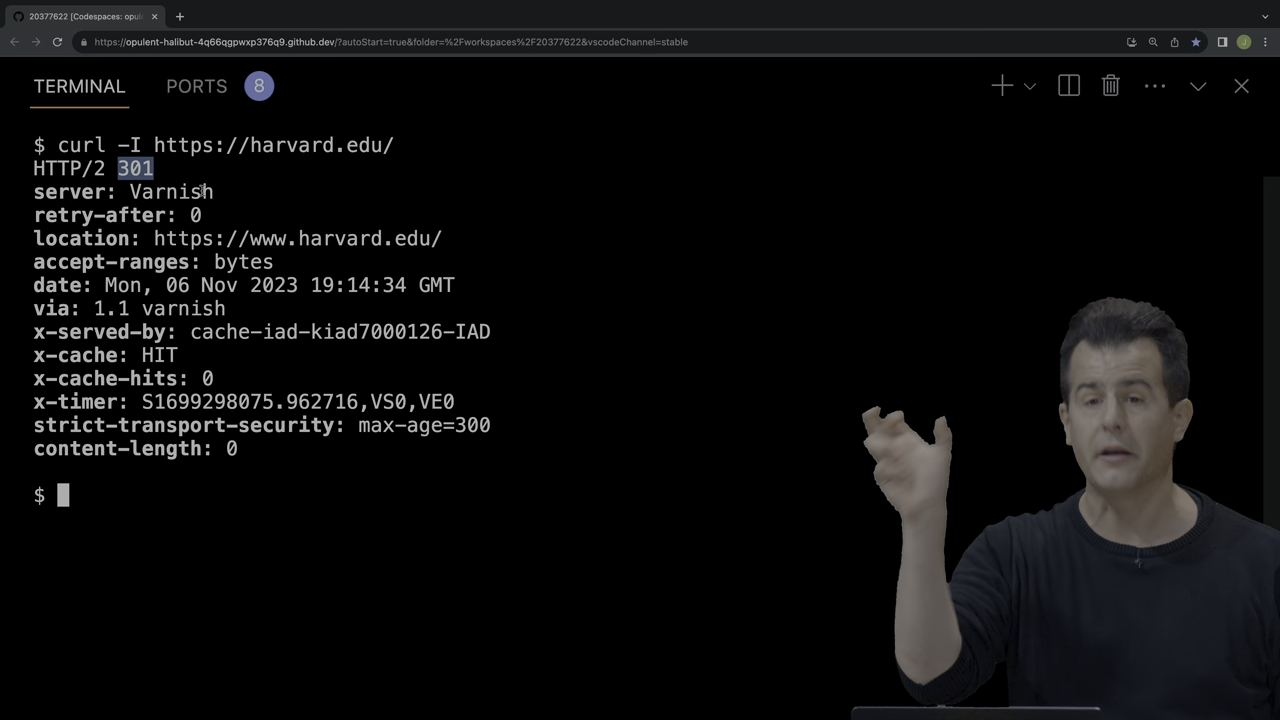 20377622 [Codespaces: opu
https://opulent-halibut-4q66qgpwxp376q9.github.dev/?autoStart=true&folder=%2Fworkspaces%2F20377622&vscodeChannel=stable
J
TERMINAL PORTS 8
$ curl -I https://harvard.edu/
HTTP/2 301
server: Varnish
retry-after: 0
location: https://www.harvard.edu/
accept-ranges: bytes
date: Mon, 06 Nov 2023 19:14:34 GMT
via: 1.1 varnish
x-served-by: cache-iad-kiad7000126-IAD
x-cache: HIT
x-cache-hits: 0
x-timer: S1699298075.962716,VS0,VE0
strict-transport-security: max-age=300
content-length: 0
$